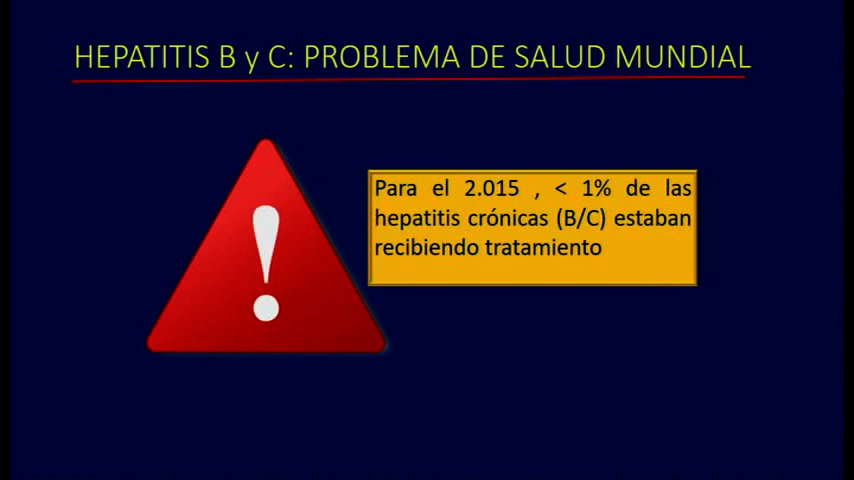 HEPATITIS B y C: PROBLEMA DE SALUD MUNDIAL
Para el 2.015 , < 1% de las
hepatitis crónicas (B/C) estaban
recibiendo tratamiento